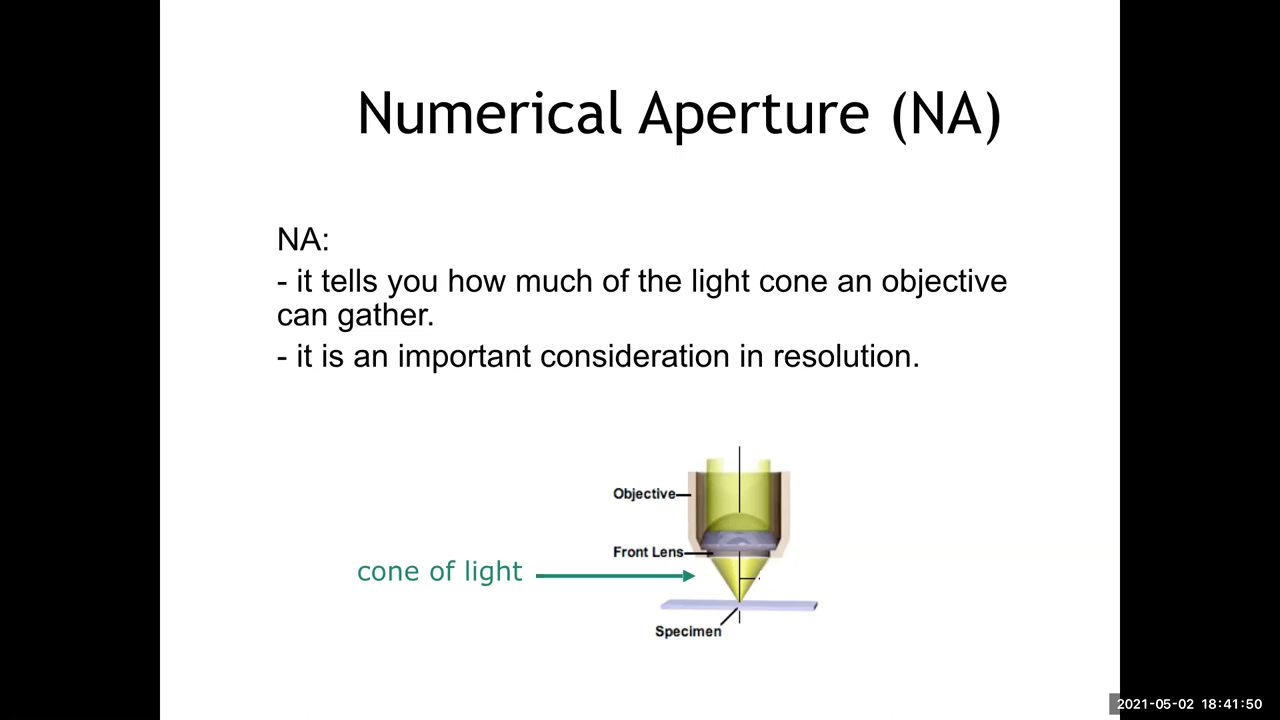 Numerical Aperture (NA)
NA:
- it tells you how much of the light cone an objective
can gather.
- it is an important consideration in resolution.
Objective
Front Lens
cone of light
Specimen
2021-05-02 18:41:50